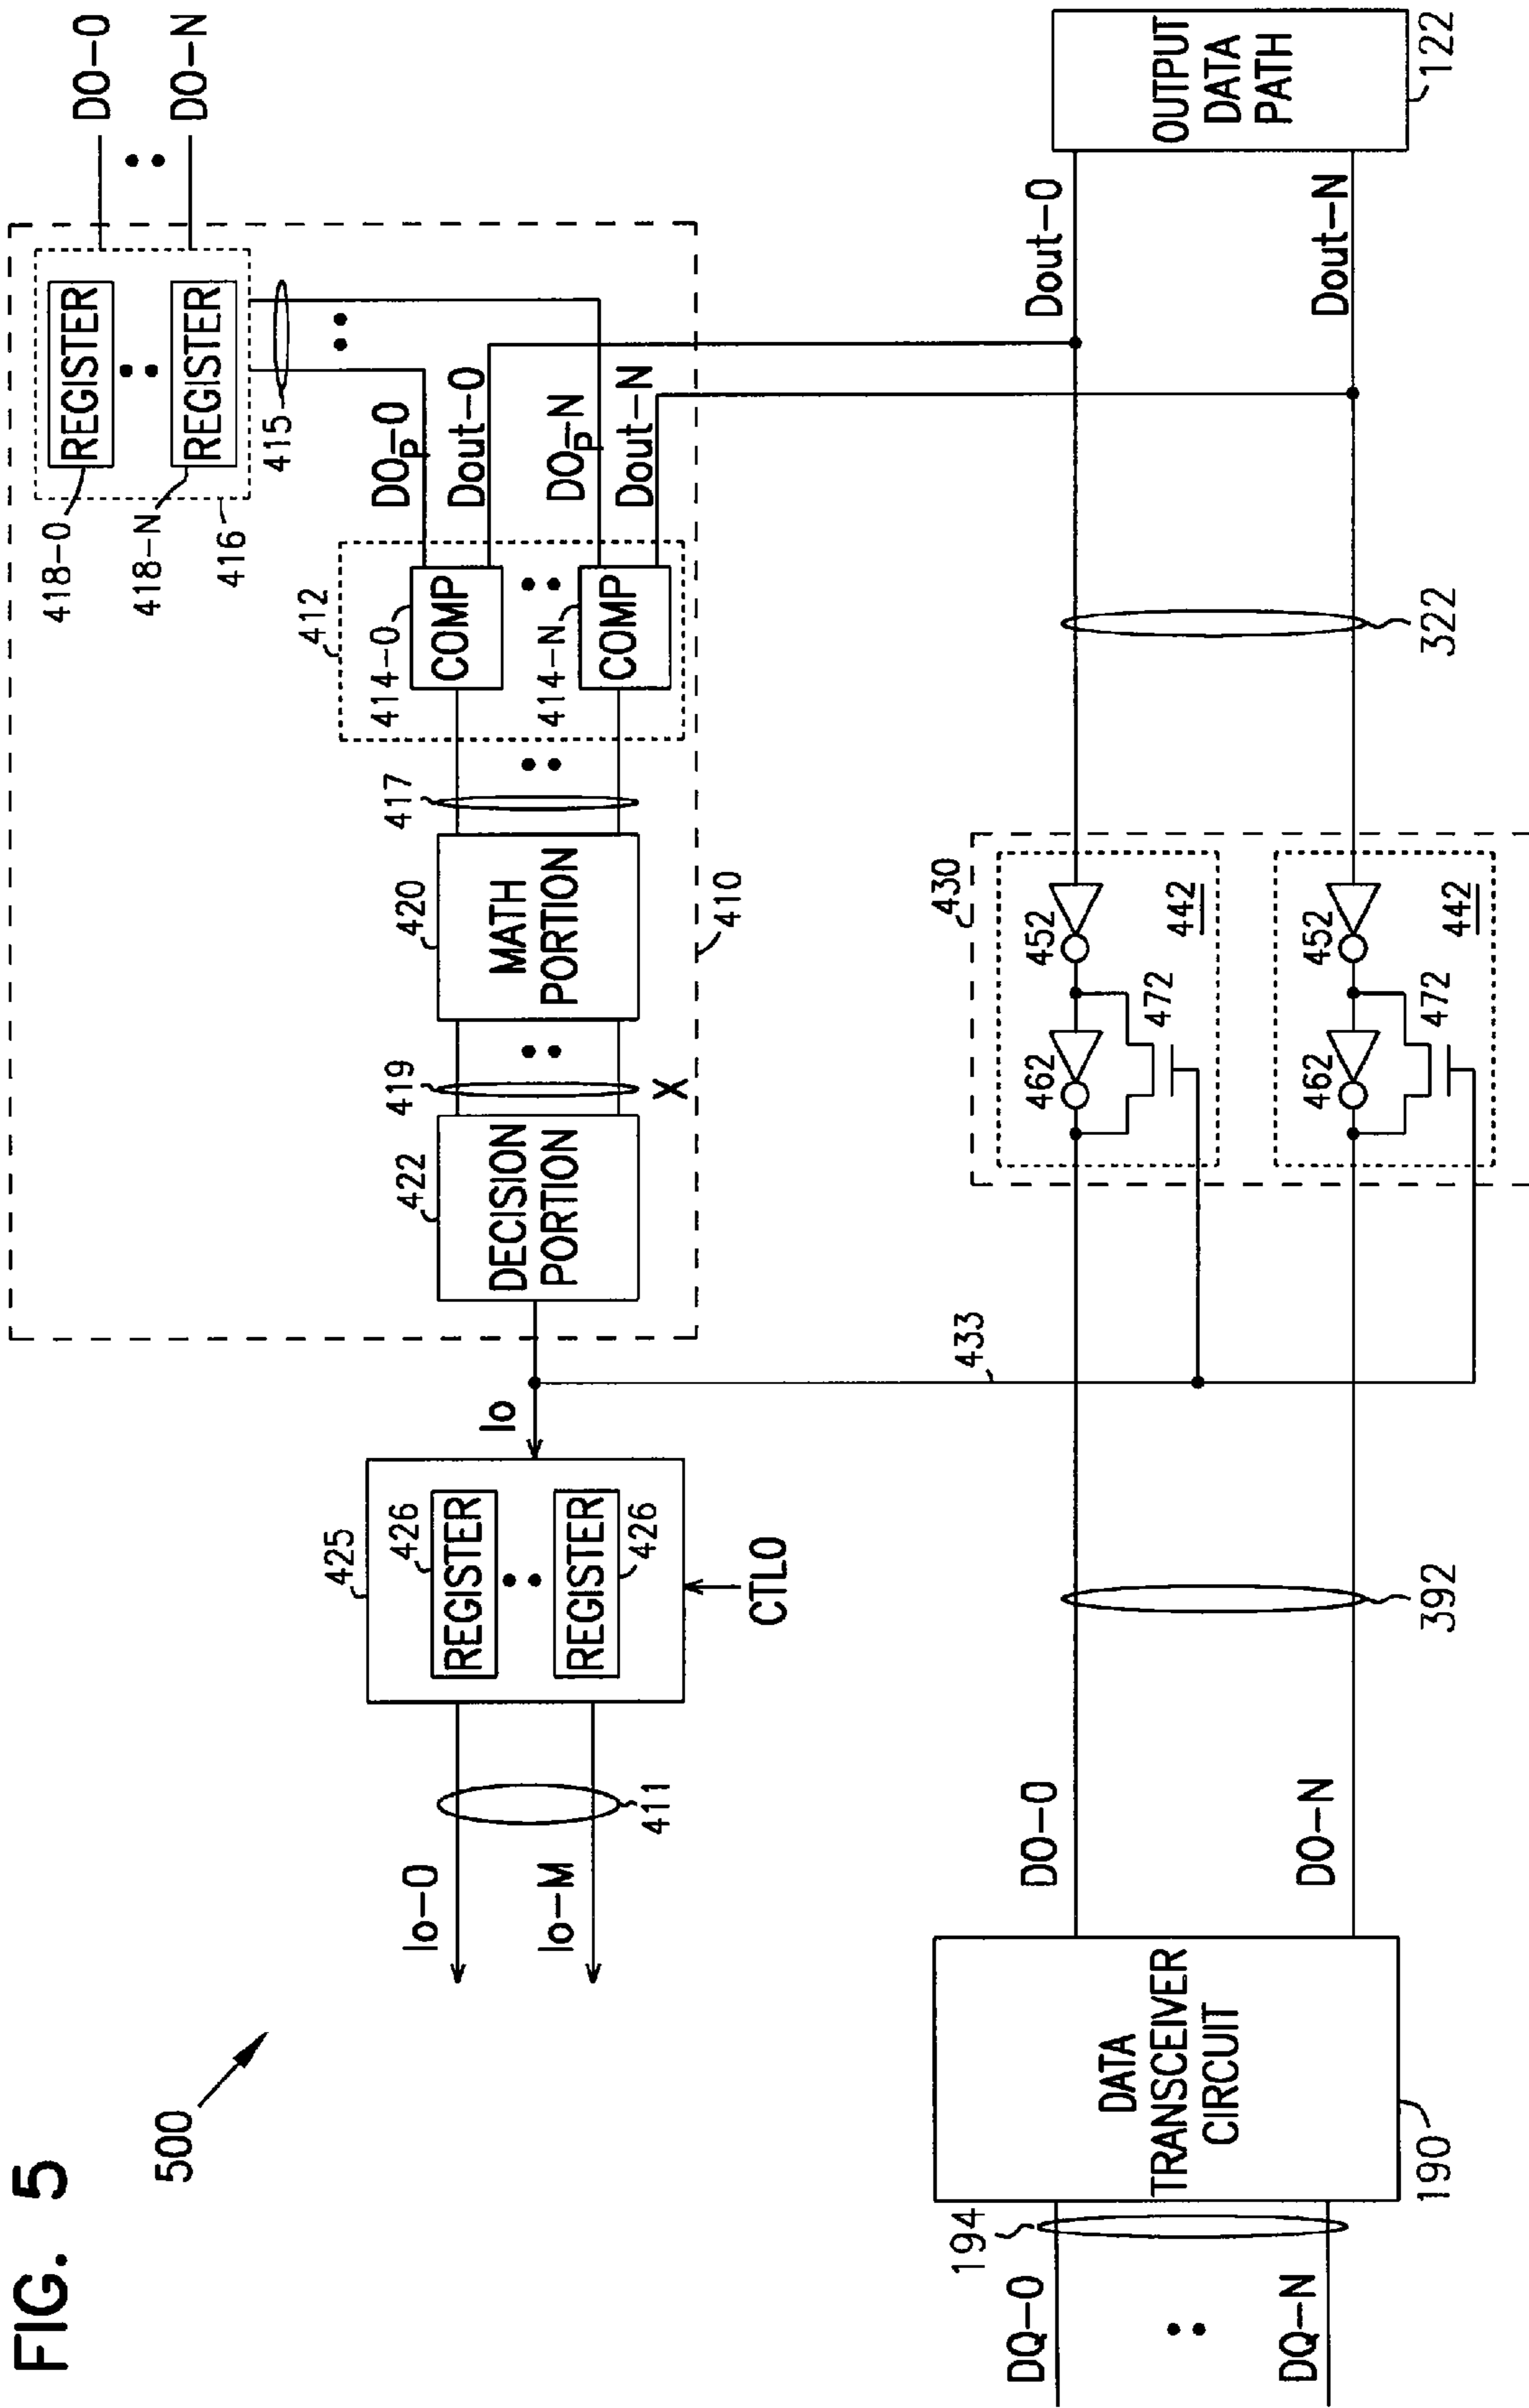 FIG. 5
500
DO-0
DO-N
REGISTER
REGISTER
418-0
418-N
416
415
DOP-0
Dout-0
DOP-N
Dout-N
412
414-0
COMP
414-N
COMP
417
420
MATH
PORTION
410
419
X
422
DECISION
PORTION
433
Io
425
426
REGISTER
REGISTER
426
CTLO
411
Io-0
Io-M
OUTPUT
DATA
PATH
122
Dout-0
Dout-N
322
430
452
462
472
442
452
462
472
442
392
DO-0
DO-N
DATA
TRANSCEIVER
CIRCUIT
190
194
DQ-0
DQ-N